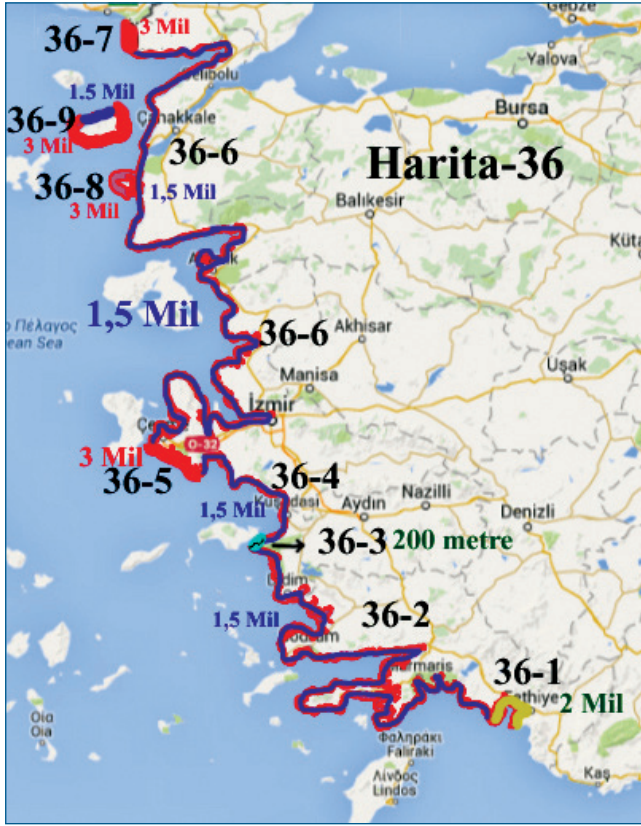 Gebze
36-7
3 Mil
Yalova
Gelibolu
1.5 Mil
36-9
Çanakkale
Bursa
3 Mil
36-6
Harita-36
36-8
1,5 Mil
3 Mil
Balıkesir
Küta
1,5 Mil
ο Πέλαγος
ean Sea
36-6
Akhisar
Uşak
Manisa
İzmir
Çe
O-32
3 Mil
36-5
36-4
Kuşadası
1,5 Mil
Aydın
Nazilli
Denizli
36-3
200 metre
Didim
1,5 Mil
36-2
Bodrum
Marmaris
36-1
Fethiye
2 Mil
Οία
Oia
Φαληράκι
Faliraki
Λίνδος
Lindos
Kaş